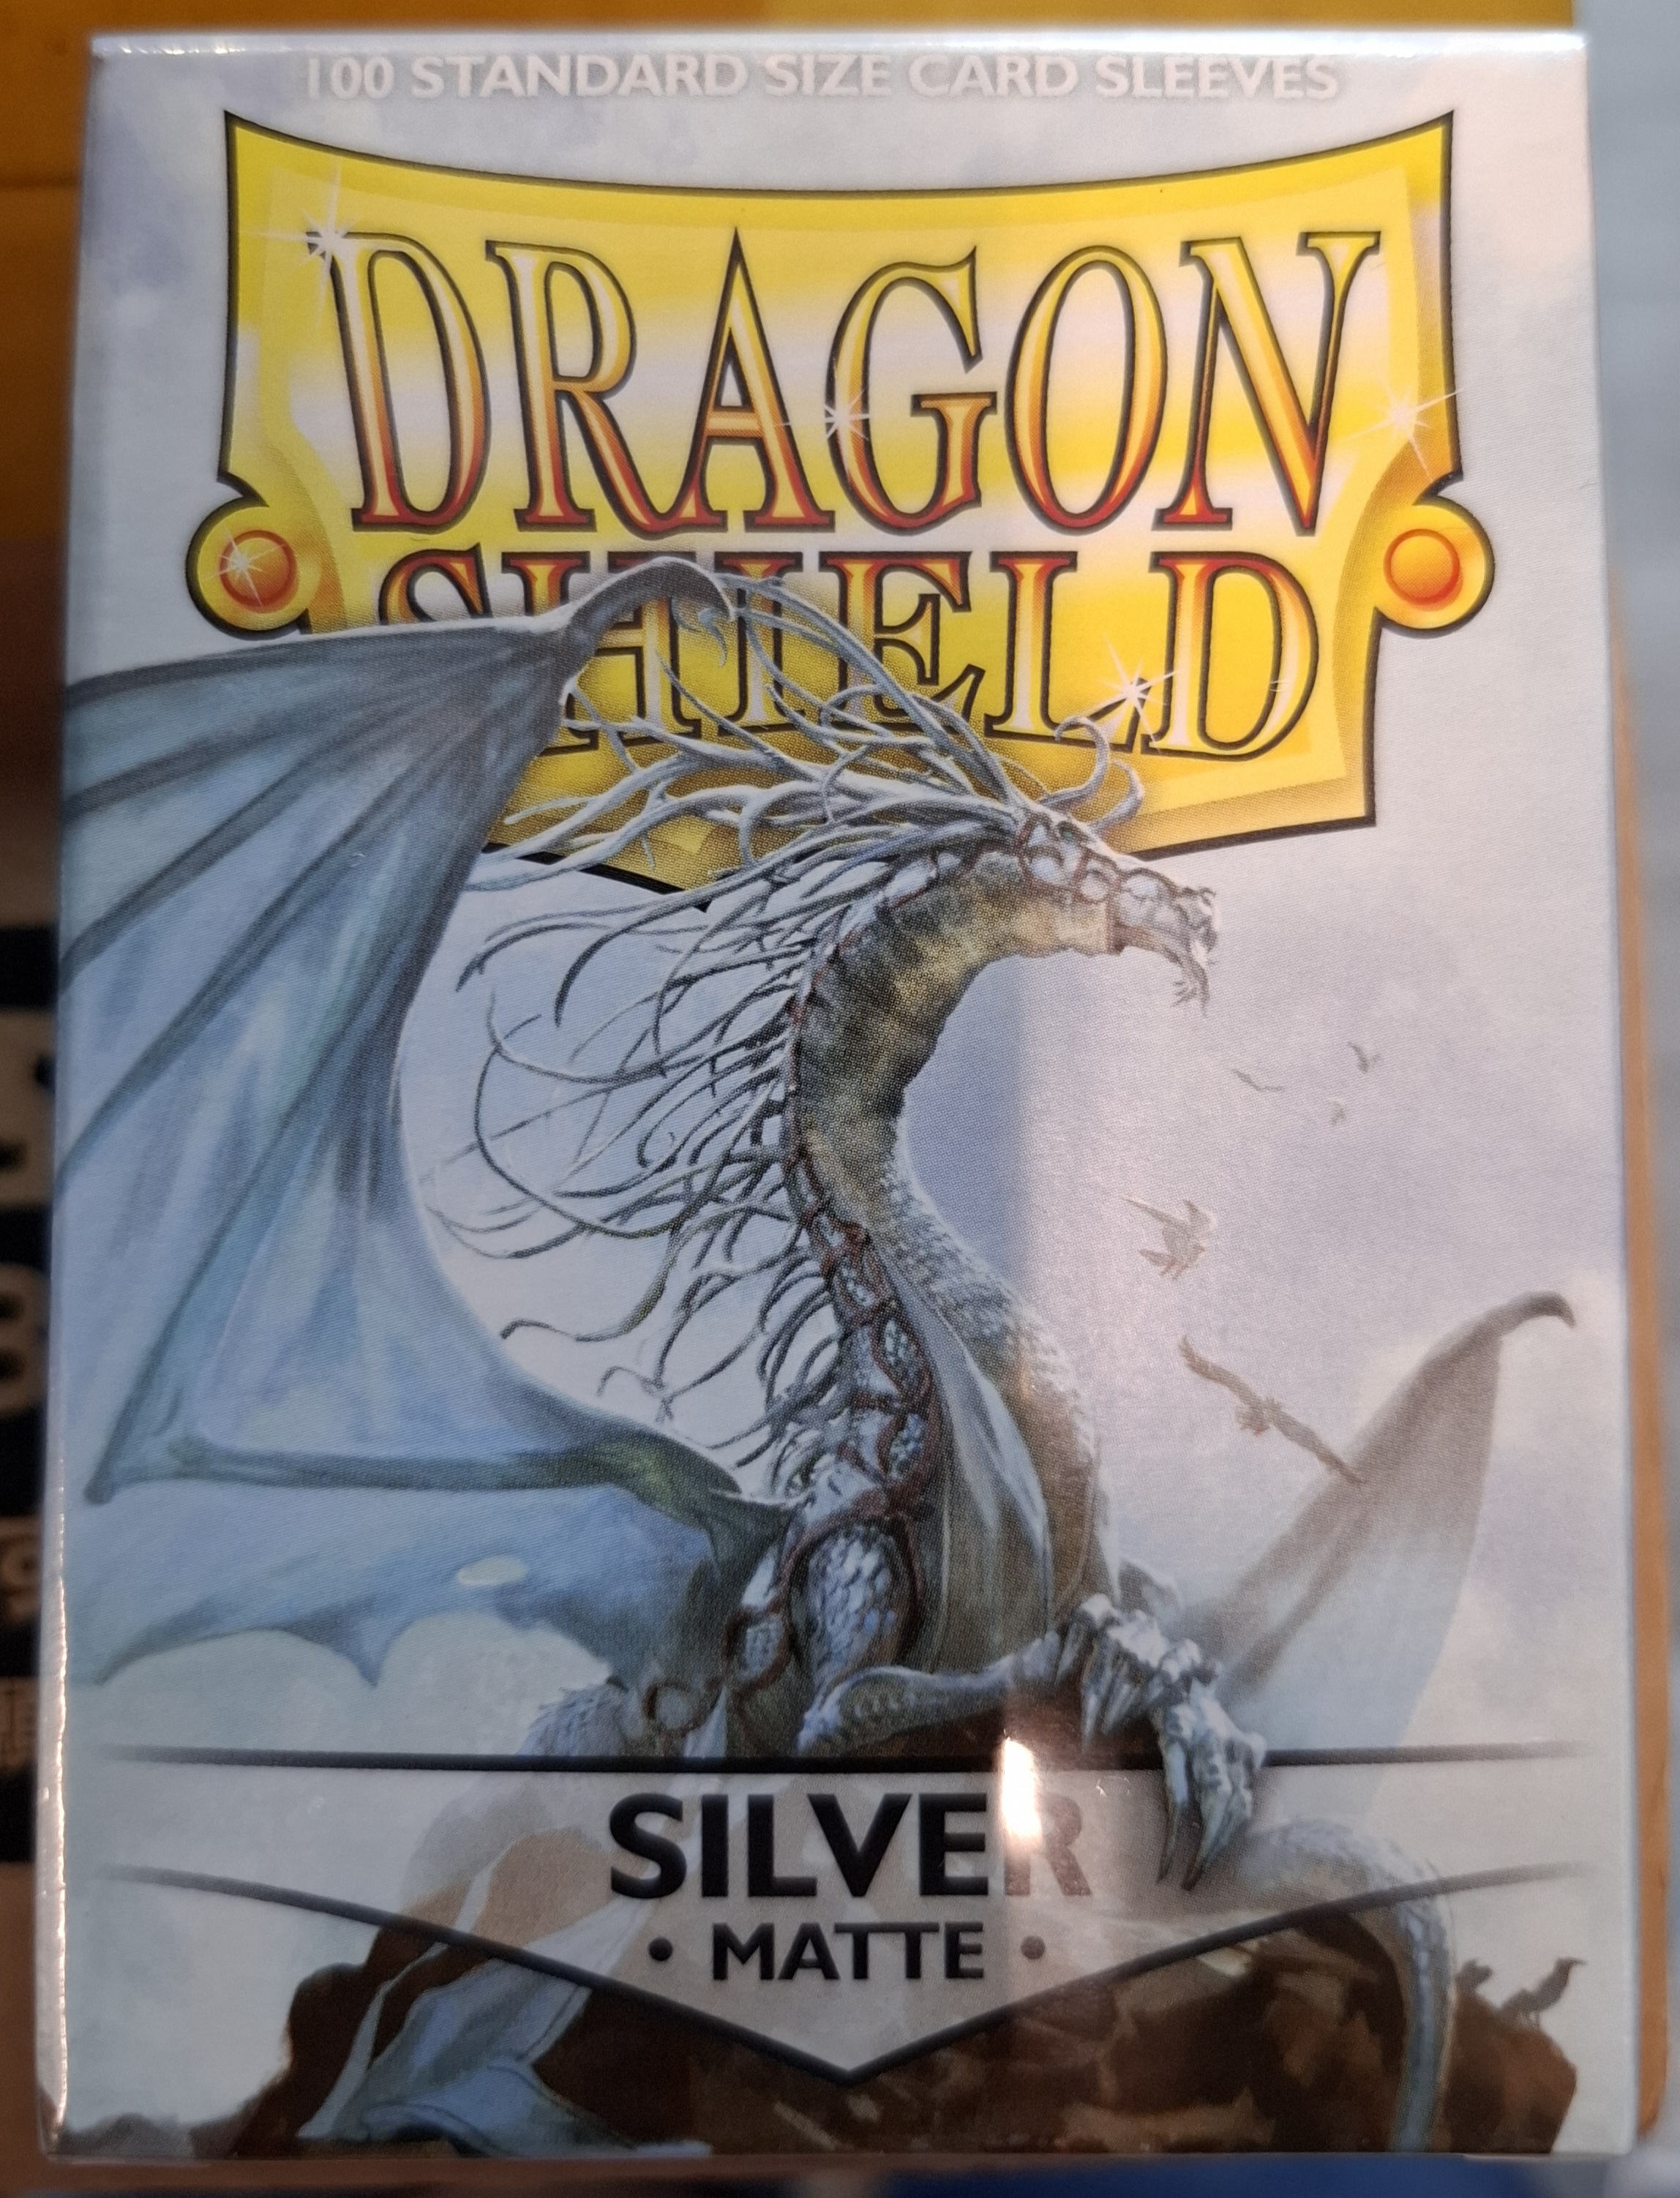 100 STANDARD SIZE CARD SLEEVES
DRAGON
SHIELD
SILVER
• MATTE •